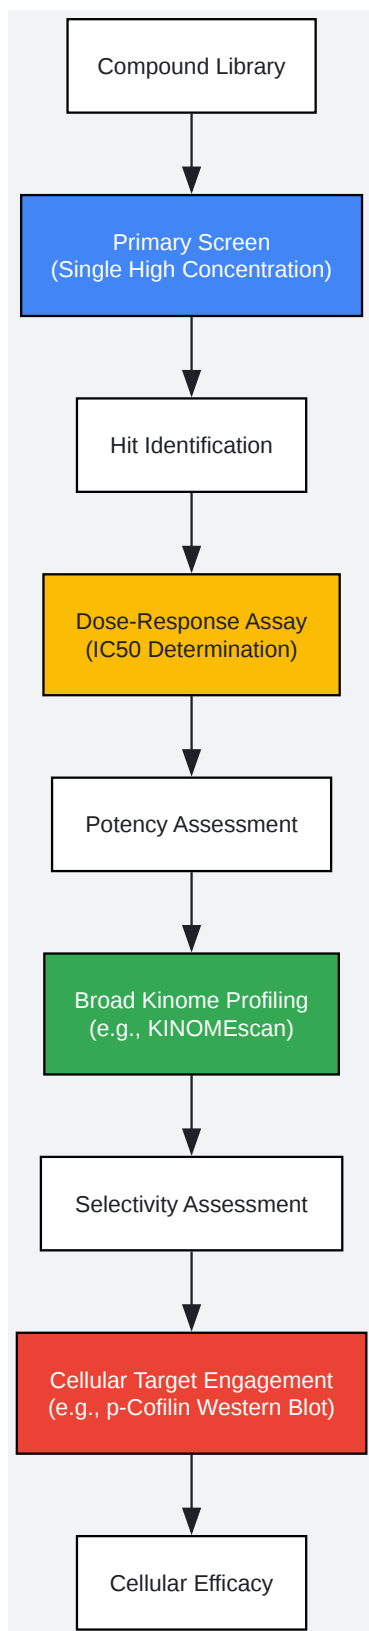 Compound Library
Primary Screen
(Single High Concentration)
Hit Identification
Dose-Response Assay
(IC50 Determination)
Potency Assessment
Broad Kinome Profiling
(e.g., KINOMEscan)
Selectivity Assessment
Cellular Target Engagement
(e.g., p-Cofilin Western Blot)
Cellular Efficacy